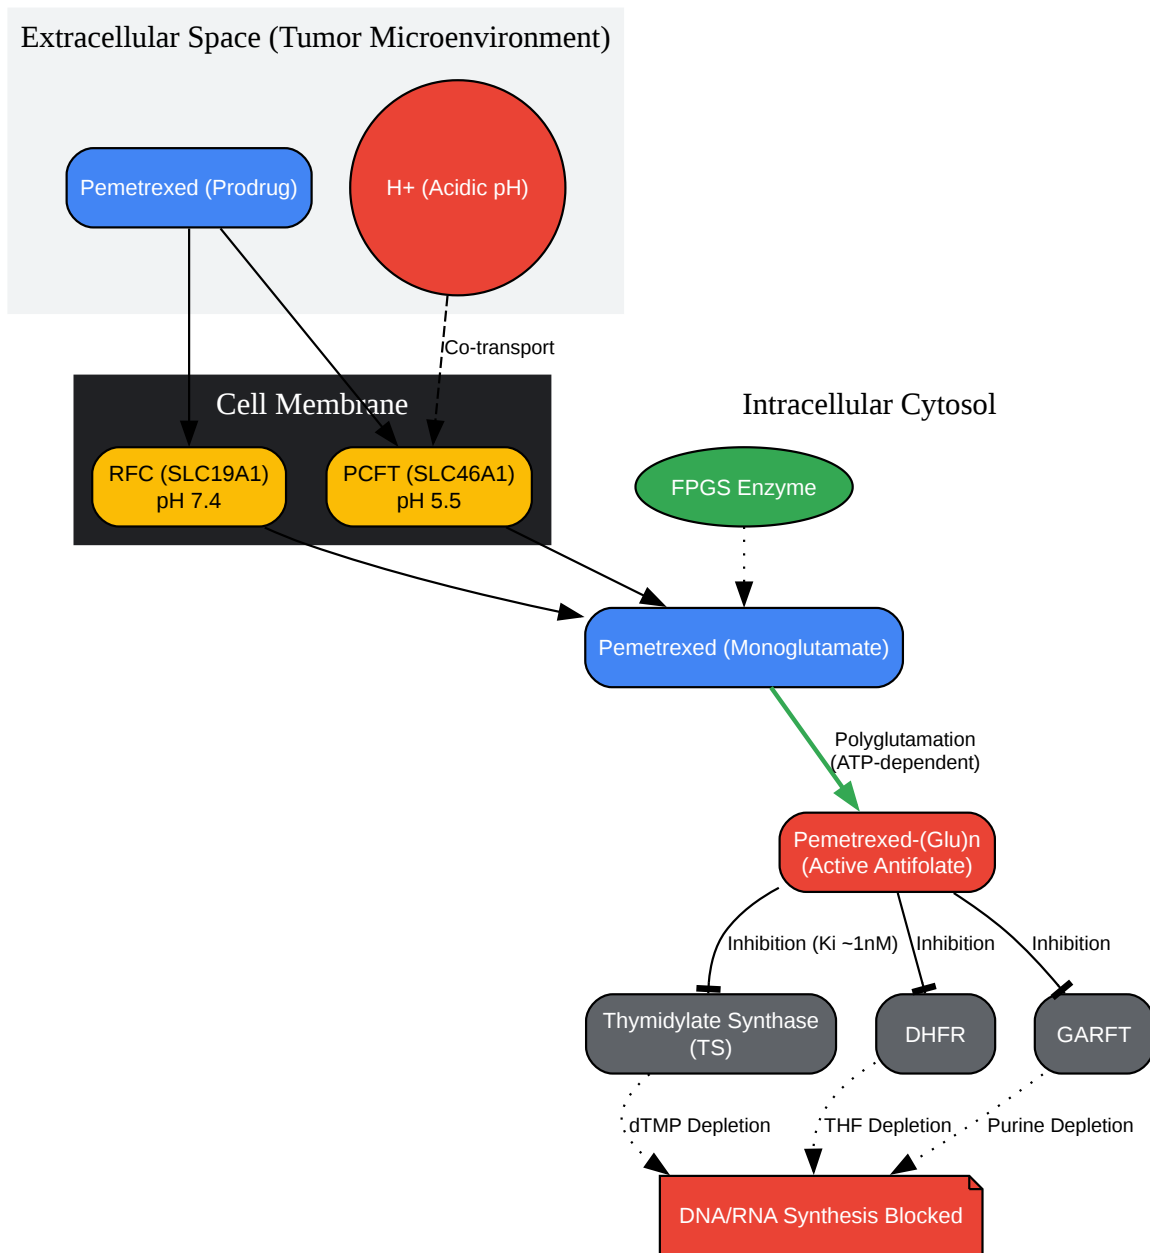 Extracellular Space (Tumor Microenvironment)
Pemetrexed (Prodrug)
H+ (Acidic pH)
Co-transport
Cell Membrane
Intracellular Cytosol
RFC (SLC19A1)
pH 7.4
PCFT (SLC46A1)
pH 5.5
FPGS Enzyme
Pemetrexed (Monoglutamate)
Polyglutamation
(ATP-dependent)
Pemetrexed-(Glu)n
(Active Antifolate)
Inhibition (Ki ~1nM)
Inhibition
Inhibition
Thymidylate Synthase
(TS)
DHFR
GARFT
dTMP Depletion
THF Depletion
Purine Depletion
DNA/RNA Synthesis Blocked